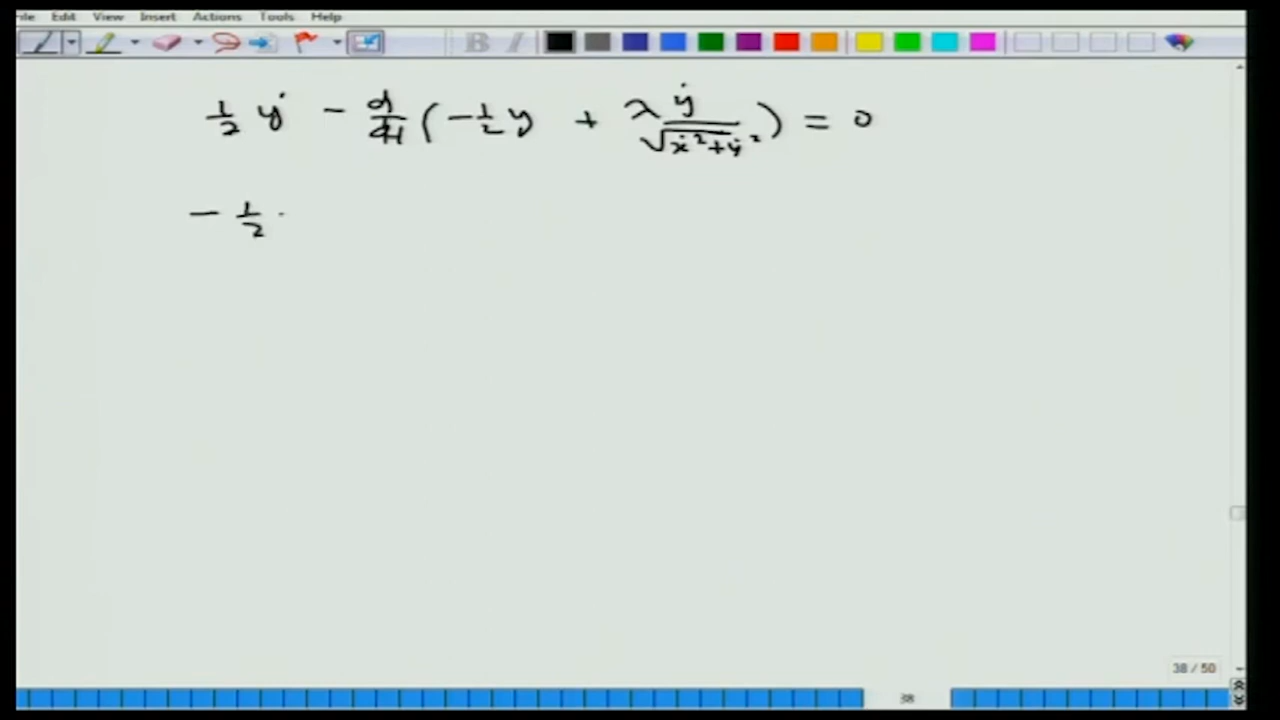 File Edit View Insert Actions Tools Help
½ ẏ − d/dt (−½ y + λ ẏ/√(ẋ²+ẏ²)) = 0
− ½
38 / 50
38